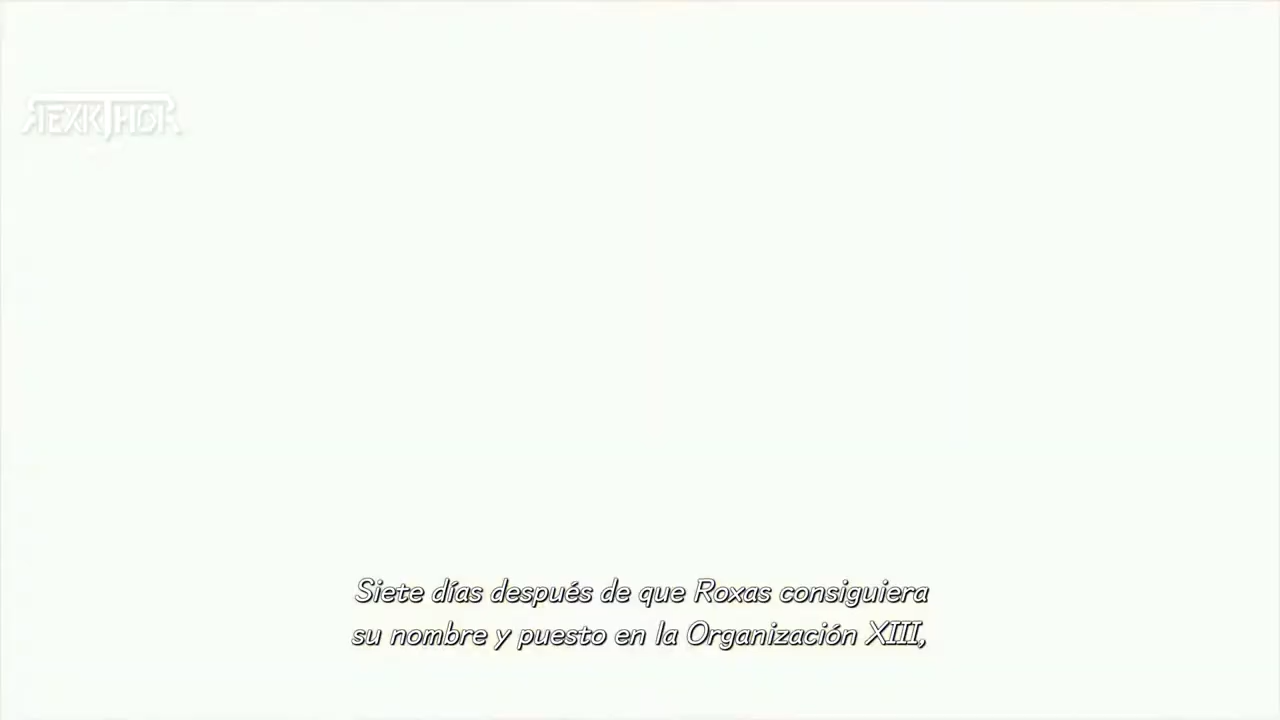 Siete días después de que Roxas consiguiera
su nombre y puesto en la Organización XIII,